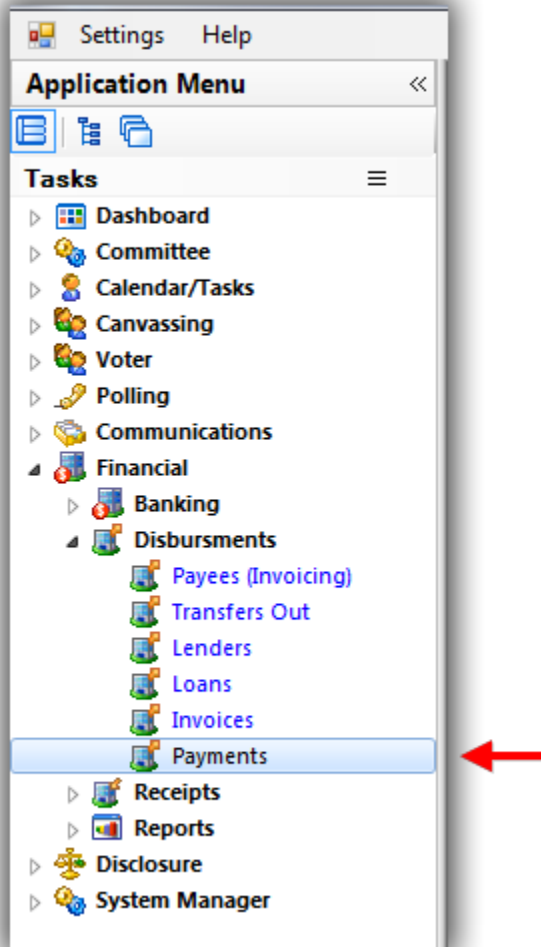 Settings Help
Application Menu
Tasks
Dashboard
Committee
Calendar/Tasks
Canvassing
Voter
Polling
Communications
Financial
Banking
Disbursments
Payees (Invoicing)
Transfers Out
Lenders
Loans
Invoices
Payments
Receipts
Reports
Disclosure
System Manager